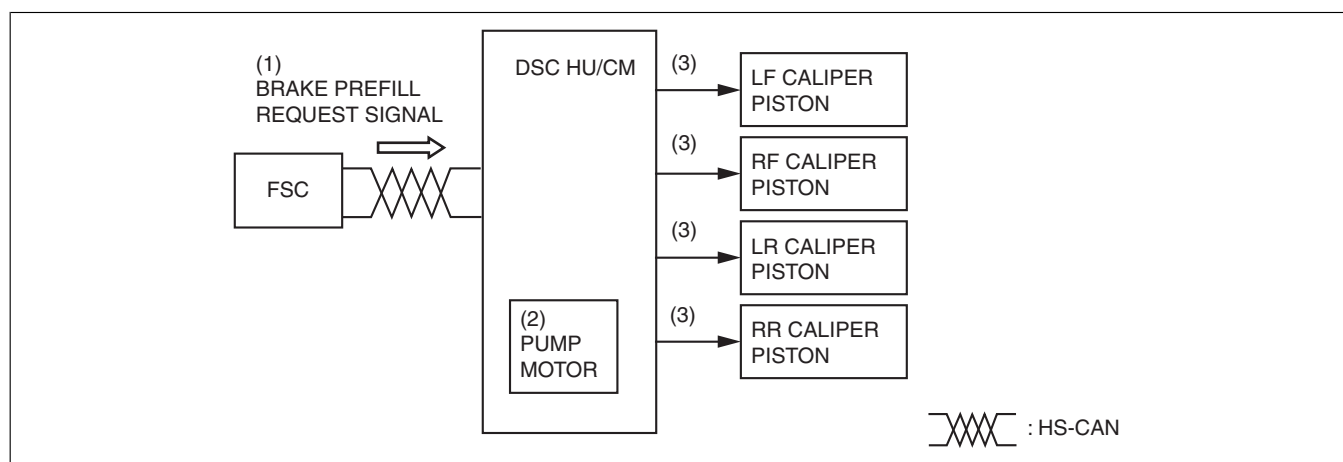 (1)
BRAKE PREFILL
REQUEST SIGNAL
FSC
DSC HU/CM
(2)
PUMP
MOTOR
(3)
LF CALIPER
PISTON
(3)
RF CALIPER
PISTON
(3)
LR CALIPER
PISTON
(3)
RR CALIPER
PISTON
: HS-CAN